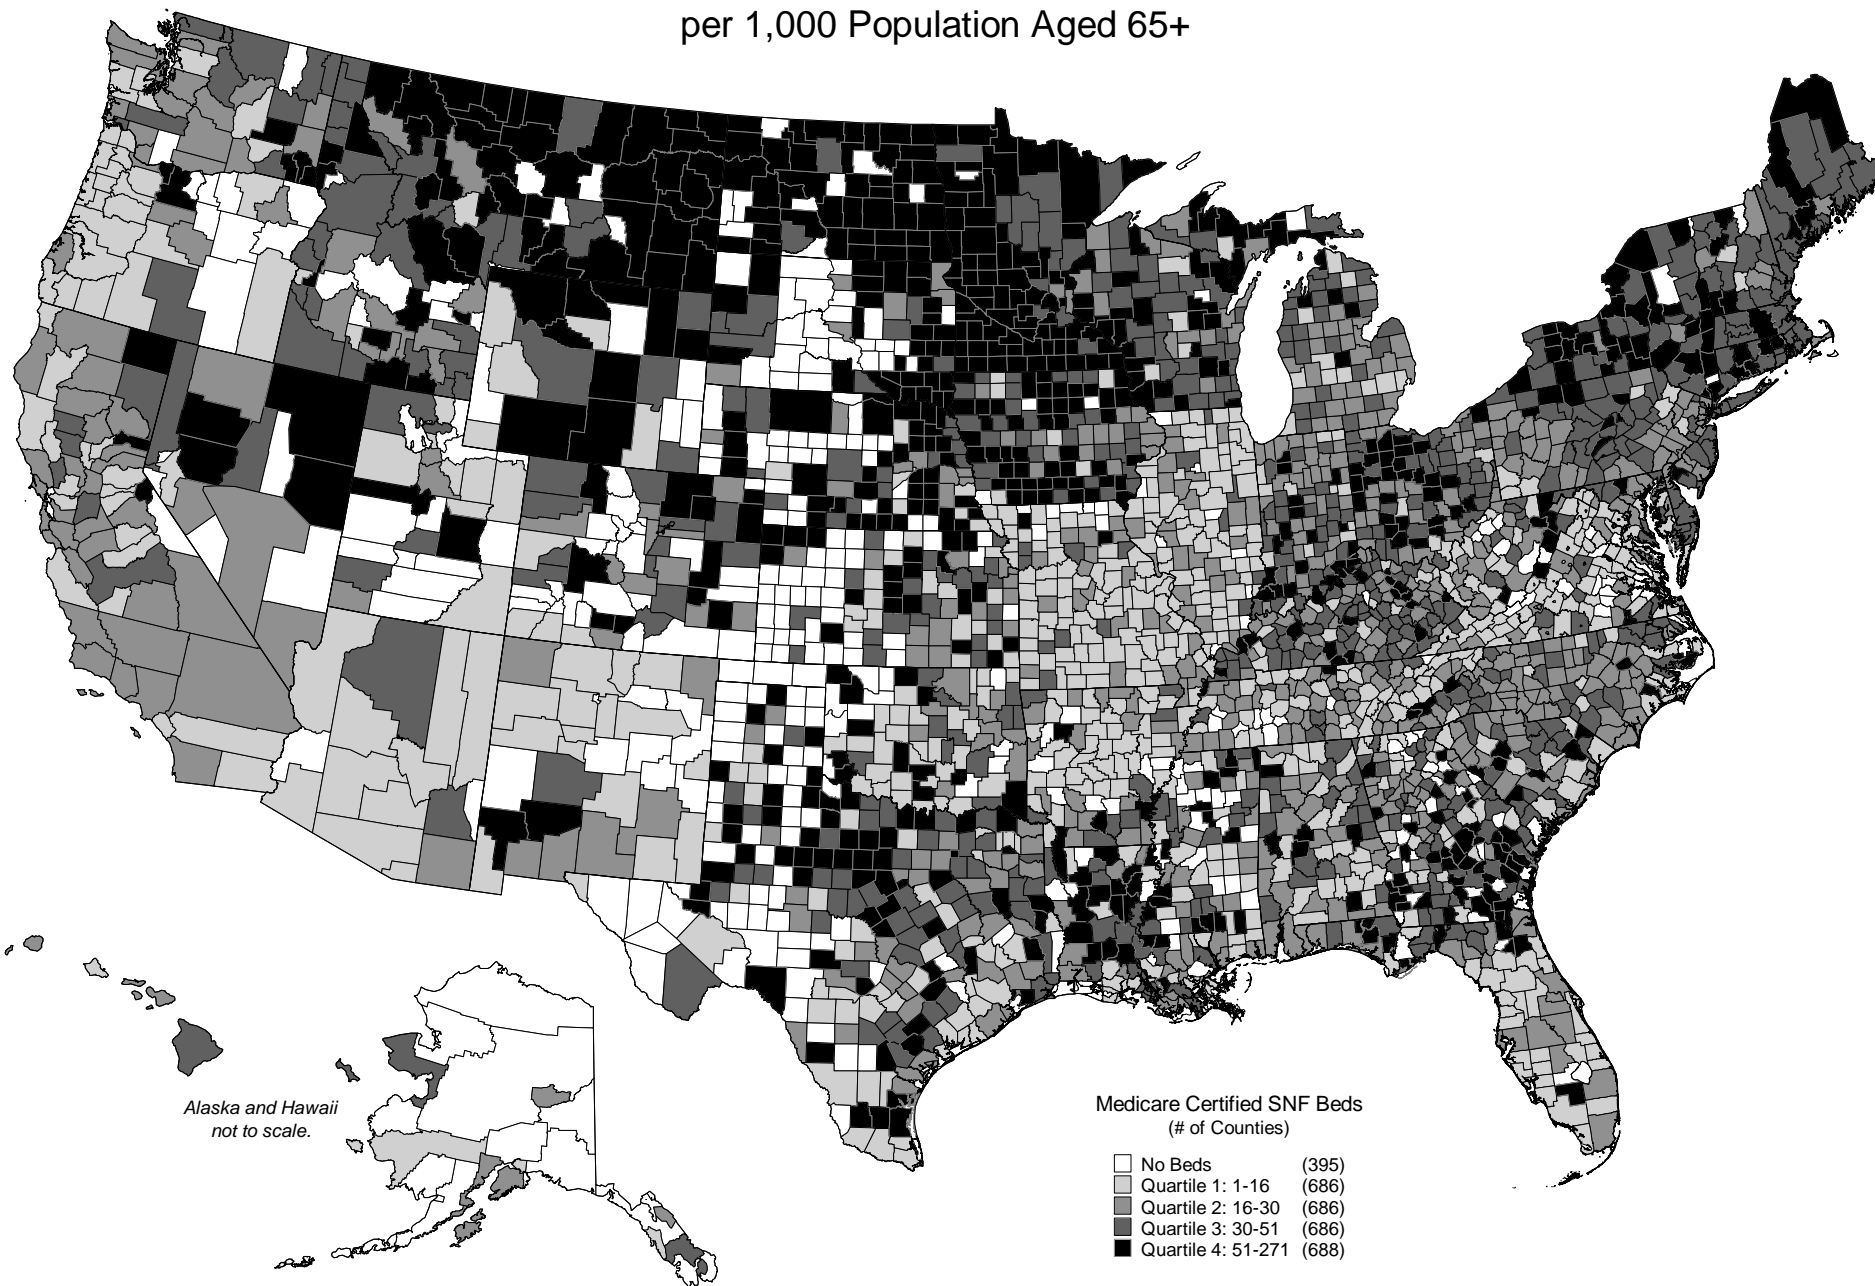 per 1,000 Population Aged 65+
Alaska and Hawaii
not to scale.
Medicare Certified SNF Beds
(# of Counties)
No Beds (395)
Quartile 1: 1-16 (686)
Quartile 2: 16-30 (686)
Quartile 3: 30-51 (686)
Quartile 4: 51-271 (688)